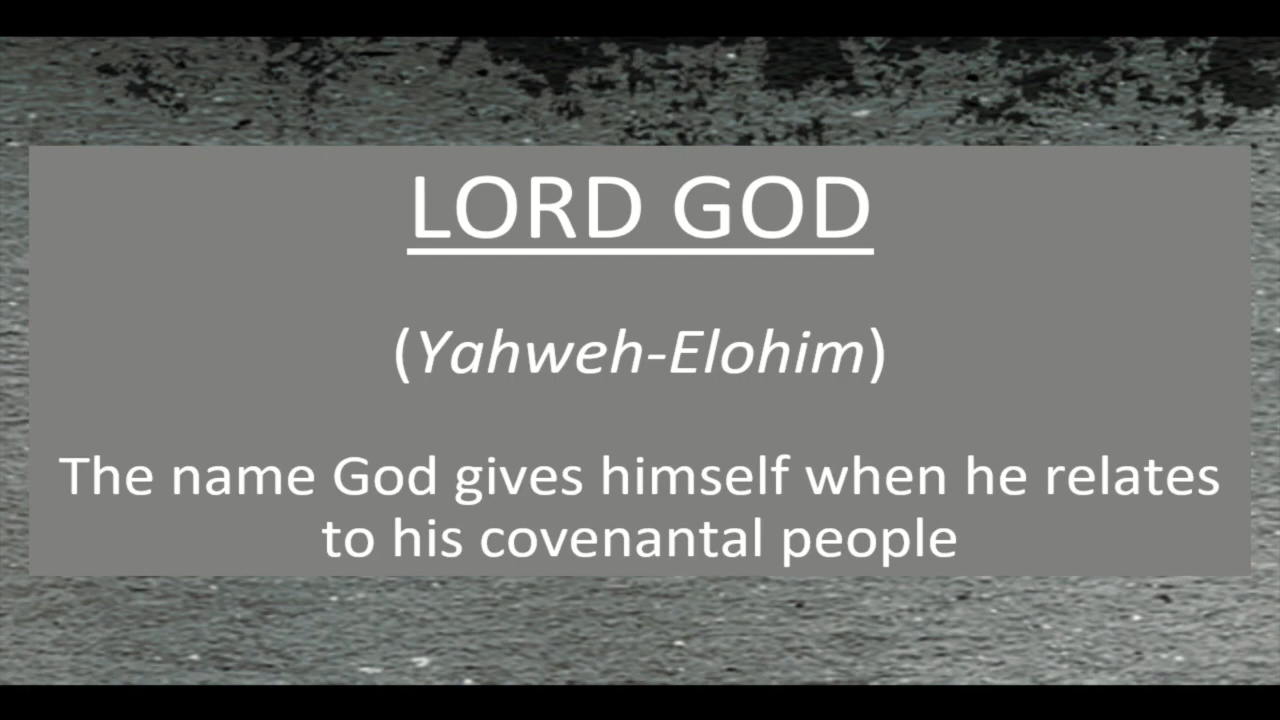 LORD GOD
(Yahweh-Elohim)
The name God gives himself when he relates
to his covenantal people